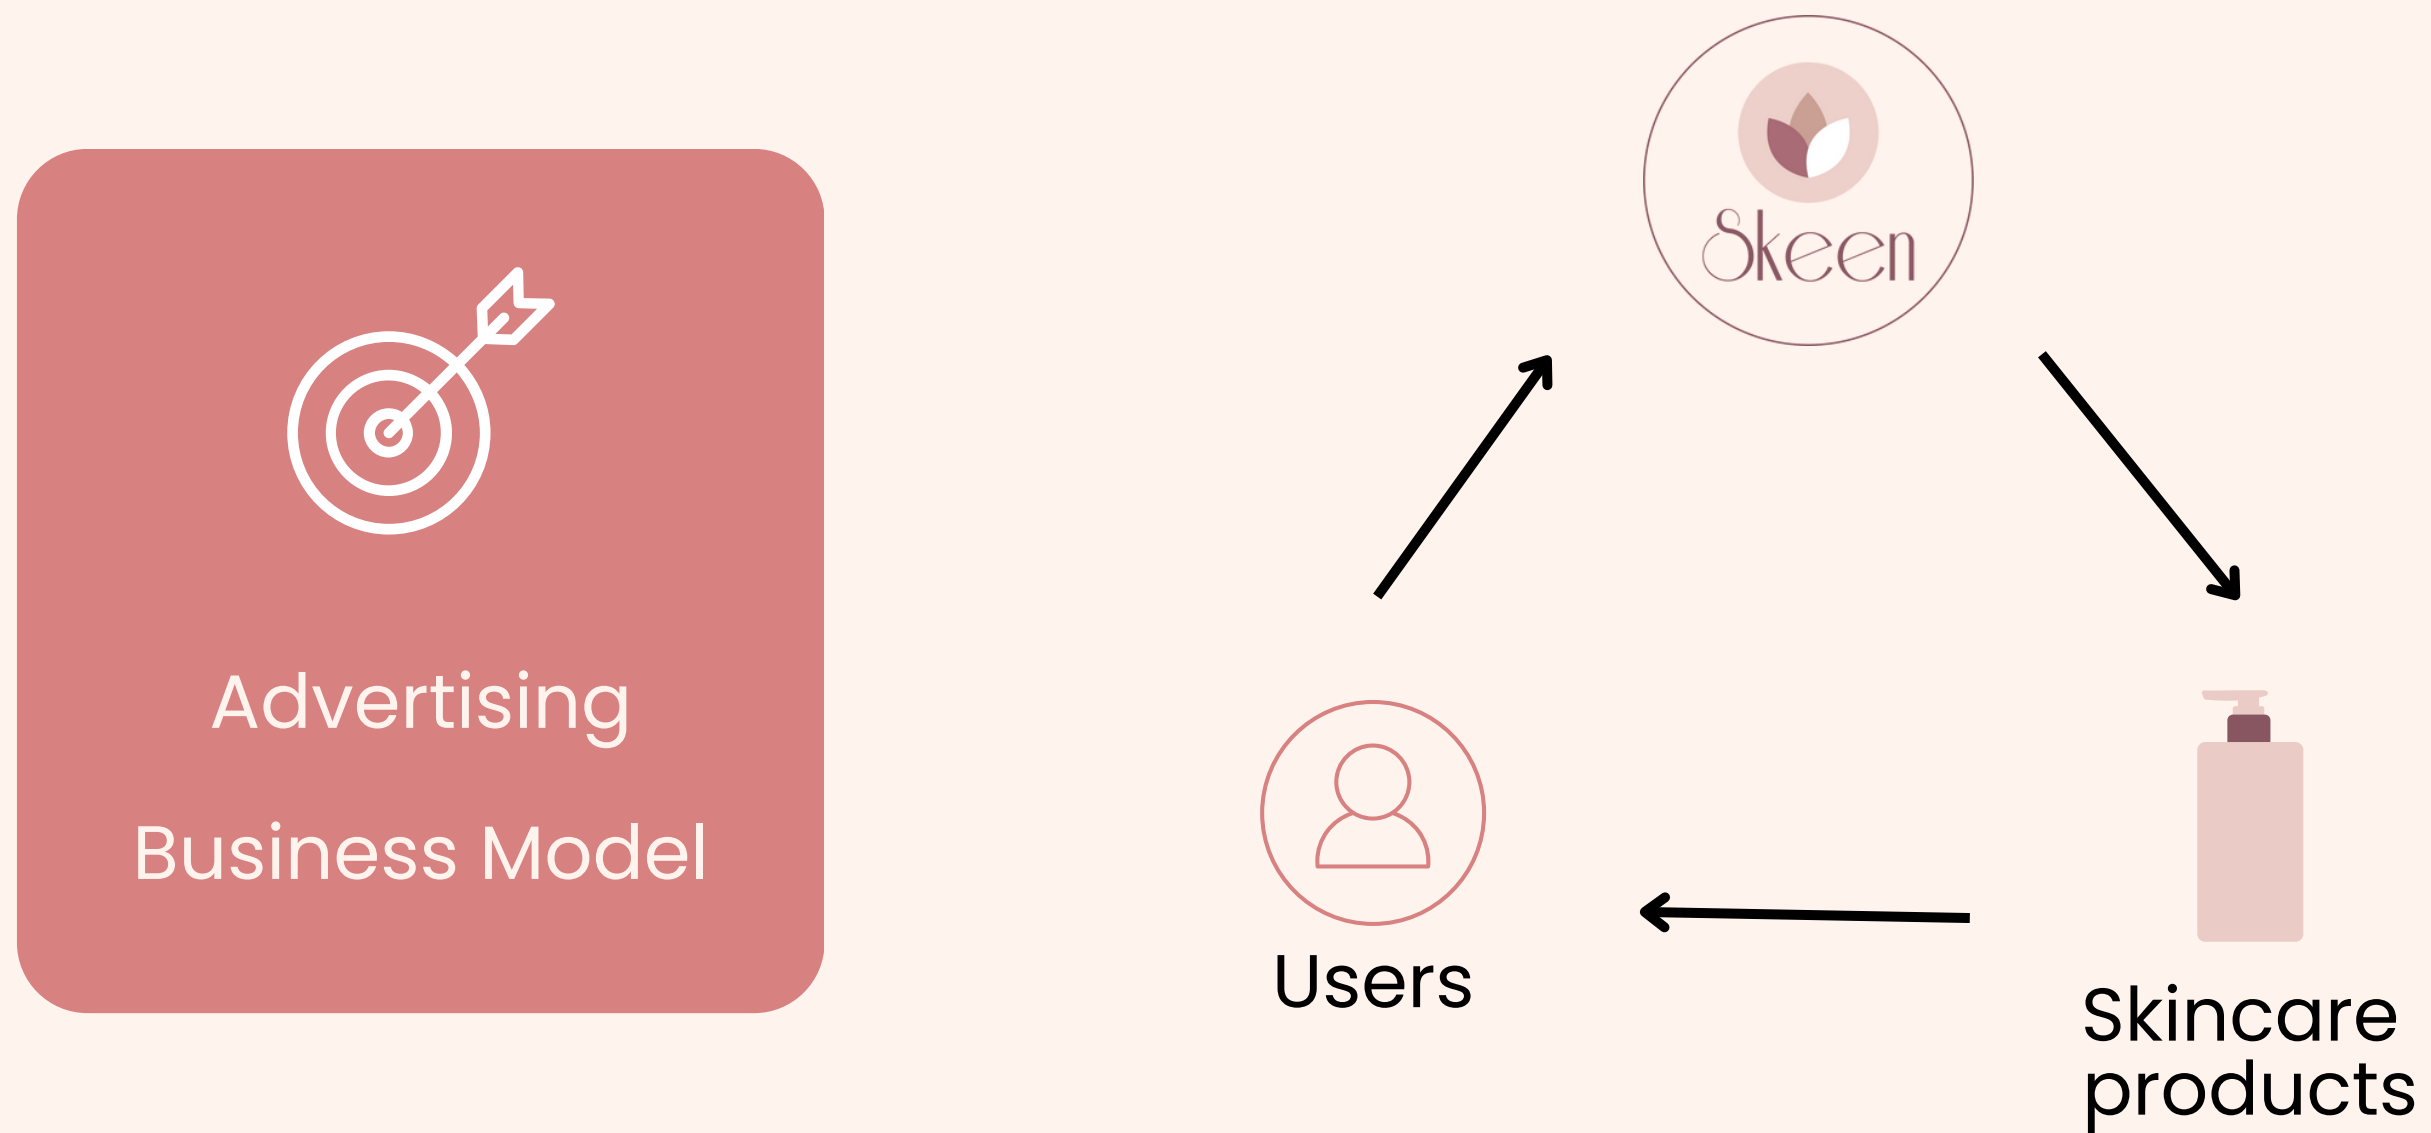 Advertising
Business Model
Skeen
Users
Skincare
products